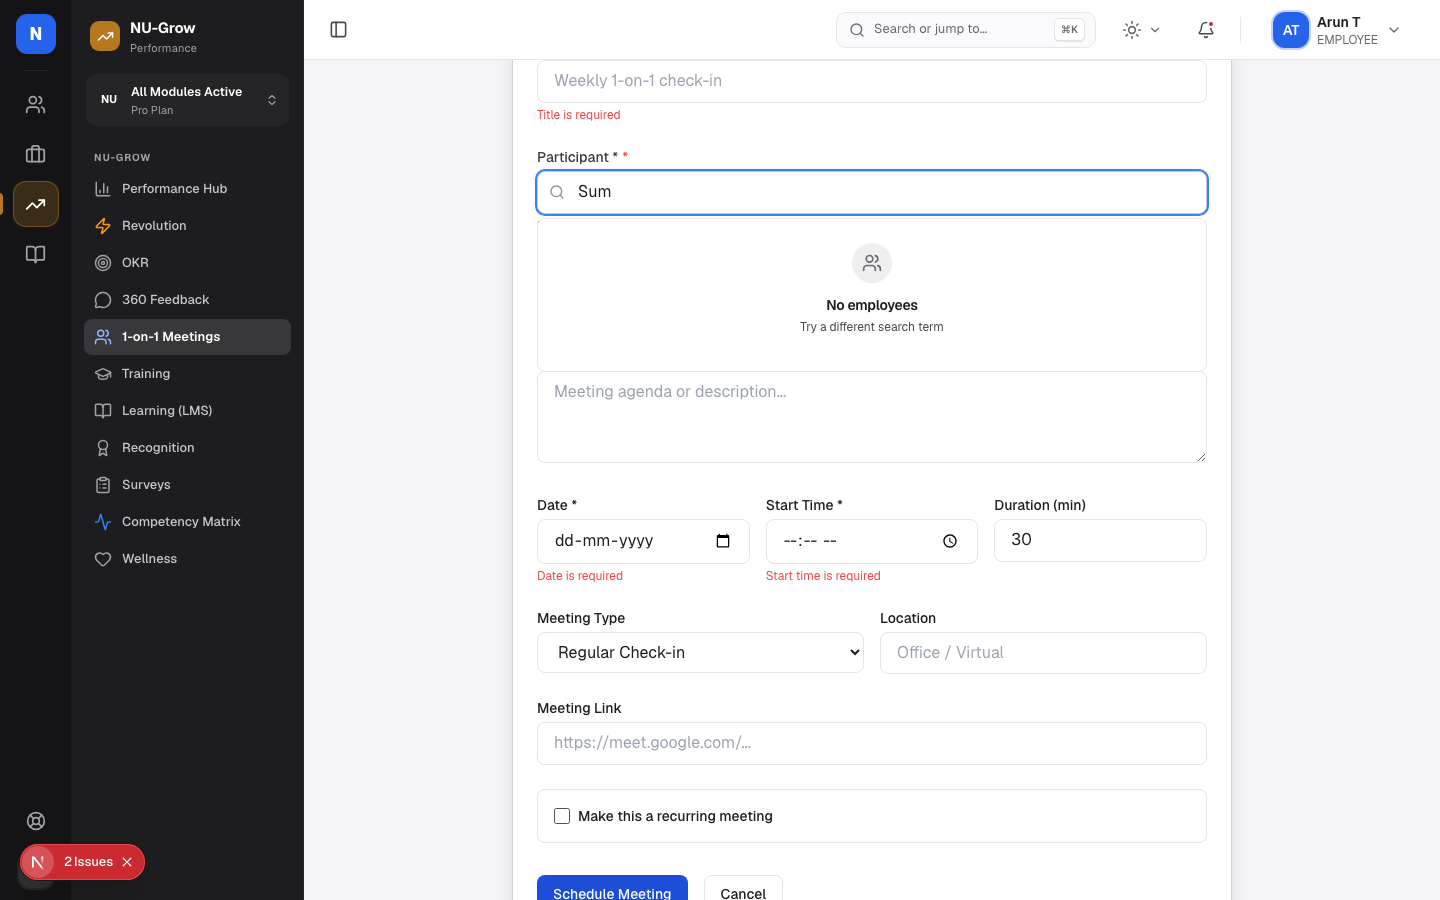 N
NU-Grow
Performance
NU
All Modules Active
Pro Plan
NU-GROW
Performance Hub
Revolution
OKR
360 Feedback
1-on-1 Meetings
Training
Learning (LMS)
Recognition
Surveys
Competency Matrix
Wellness
N
2 Issues
Search or jump to...
⌘K
AT
Arun T
EMPLOYEE
Weekly 1-on-1 check-in
Title is required
Participant * *
Sum
No employees
Try a different search term
Meeting agenda or description...
Date *
Start Time *
Duration (min)
dd-mm-yyyy
--:-- --
30
Date is required
Start time is required
Meeting Type
Location
Regular Check-in
Office / Virtual
Meeting Link
https://meet.google.com/...
Make this a recurring meeting
Schedule Meeting
Cancel